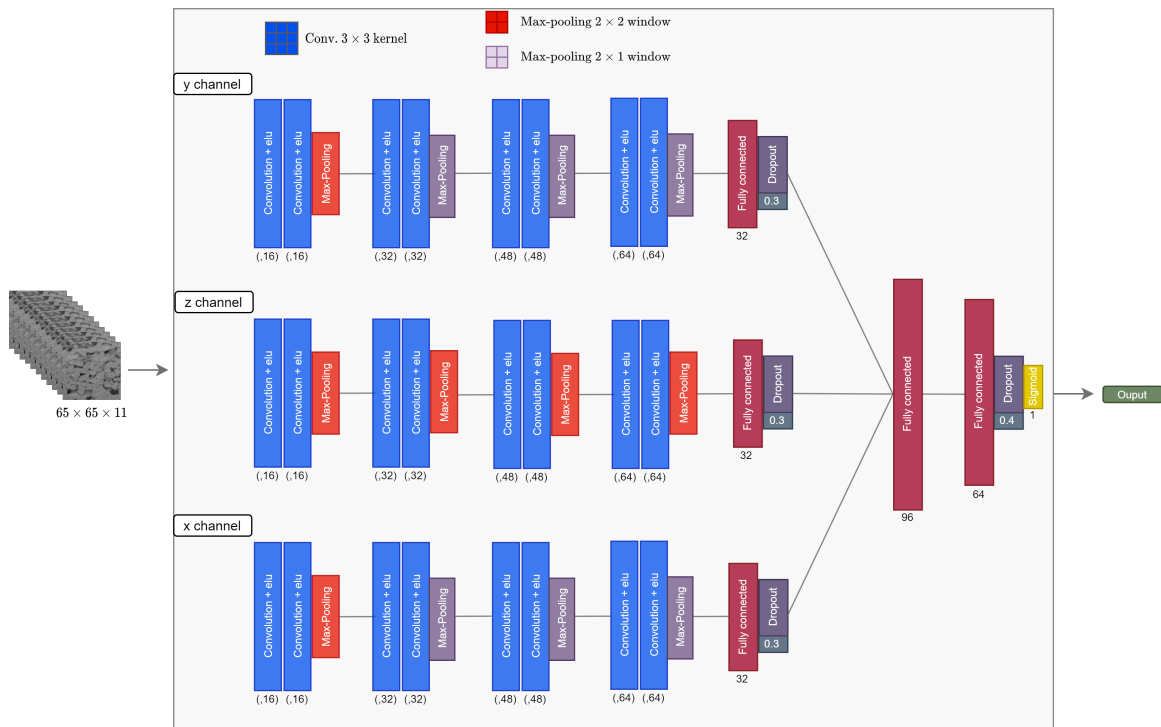 Conv. 3 × 3 kernel
Max-pooling 2 × 2 window
Max-pooling 2 × 1 window
y channel
Convolution + elu
Convolution + elu
Max-Pooling
Convolution + elu
Convolution + elu
Max-Pooling
Convolution + elu
Convolution + elu
Max-Pooling
Convolution + elu
Convolution + elu
Max-Pooling
Fully connected
Dropout
0.3
(,16) (,16) (,32) (,32) (,48) (,48) (,64) (,64) 32
z channel
Convolution + elu
Convolution + elu
Max-Pooling
Convolution + elu
Convolution + elu
Max-Pooling
Convolution + elu
Convolution + elu
Max-Pooling
Convolution + elu
Convolution + elu
Max-Pooling
Fully connected
Dropout
0.3
(,16) (,16) (,32) (,32) (,48) (,48) (,64) (,64) 32
65 × 65 × 11
x channel
Convolution + elu
Convolution + elu
Max-Pooling
Convolution + elu
Convolution + elu
Max-Pooling
Convolution + elu
Convolution + elu
Max-Pooling
Convolution + elu
Convolution + elu
Max-Pooling
Fully connected
Dropout
0.3
(,16) (,16) (,32) (,32) (,48) (,48) (,64) (,64) 32
Fully connected
96
Fully connected
64
Dropout
0.4
Sigmoid
1
Ouput